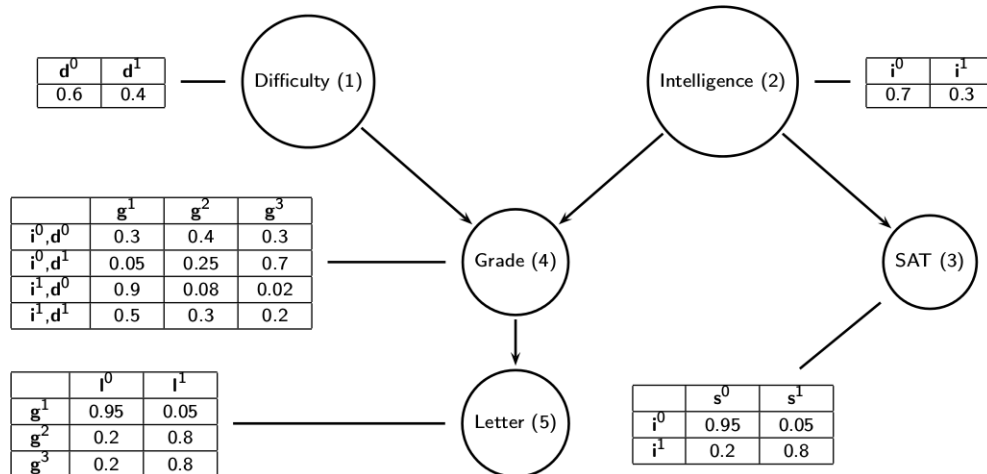 d⁰ d¹
0.6 0.4
Difficulty (1)
Intelligence (2)
i⁰ i¹
0.7 0.3
g¹ g² g³
i⁰,d⁰ 0.3 0.4 0.3
i⁰,d¹ 0.05 0.25 0.7
i¹,d⁰ 0.9 0.08 0.02
i¹,d¹ 0.5 0.3 0.2
Grade (4)
SAT (3)
l⁰ l¹
g¹ 0.95 0.05
g² 0.2 0.8
g³ 0.2 0.8
Letter (5)
s⁰ s¹
i⁰ 0.95 0.05
i¹ 0.2 0.8